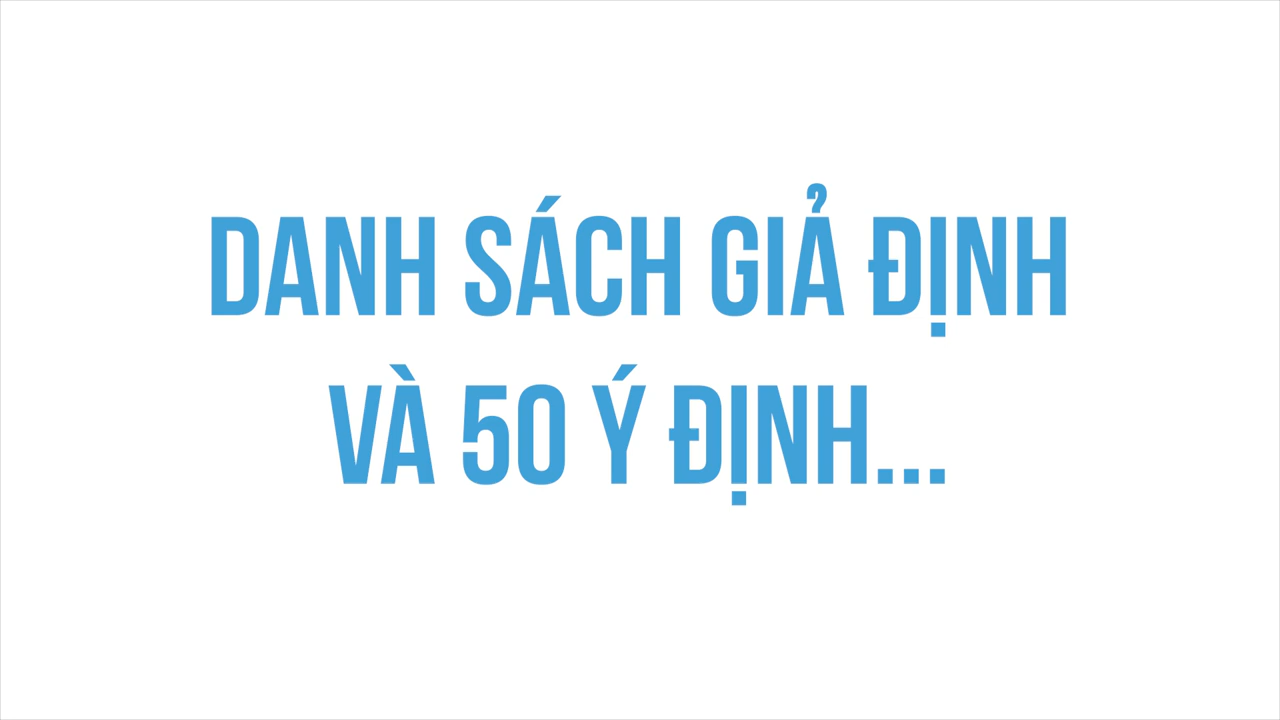 DANH SÁCH GIẢ ĐỊNH
VÀ 50 Ý ĐỊNH...